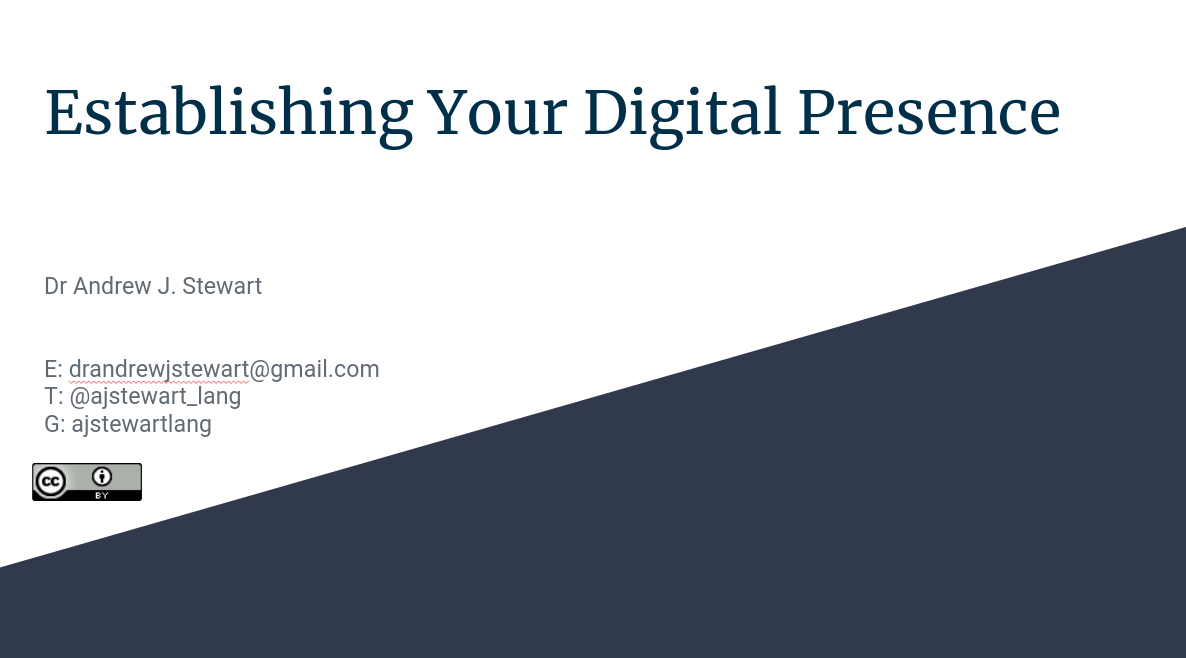 Establishing Your Digital Presence
Dr Andrew J. Stewart
E: drandrewjstewart@gmail.com
T: @ajstewart_lang
G: ajstewartlang
cc
BY